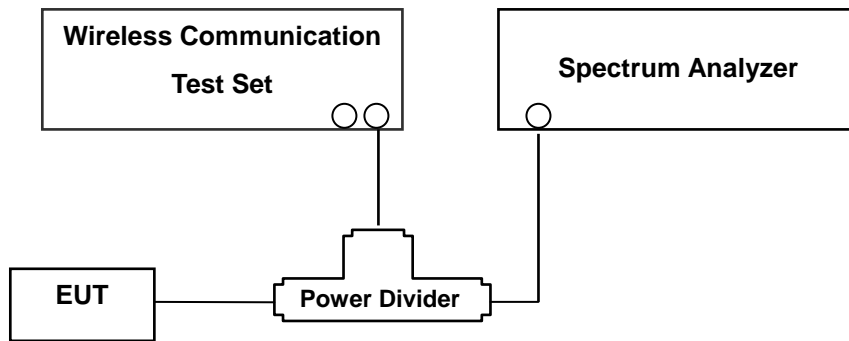 Wireless Communication
Test Set
Spectrum Analyzer
EUT
Power Divider